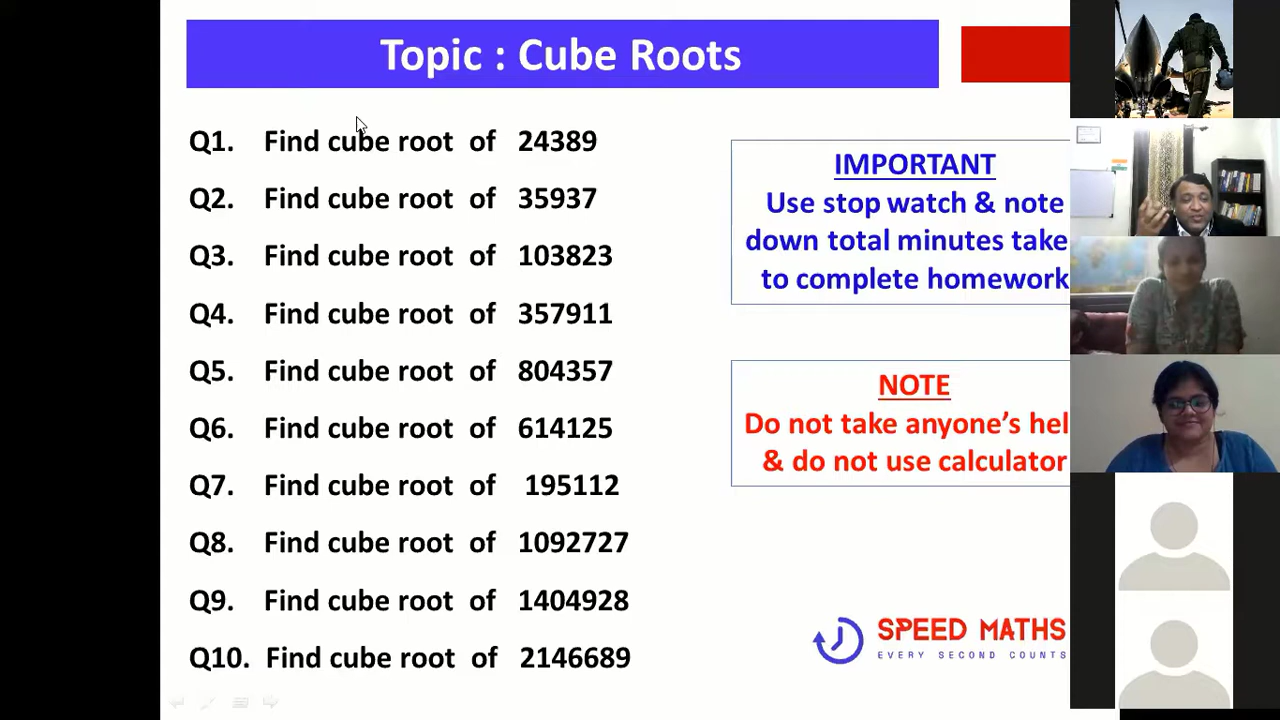 Topic : Cube Roots
Q1. Find cube root of 24389
Q2. Find cube root of 35937
Q3. Find cube root of 103823
Q4. Find cube root of 357911
Q5. Find cube root of 804357
Q6. Find cube root of 614125
Q7. Find cube root of 195112
Q8. Find cube root of 1092727
Q9. Find cube root of 1404928
Q10. Find cube root of 2146689
IMPORTANT
Use stop watch & note
down total minutes take
to complete homework
NOTE
Do not take anyone's hel
& do not use calculator
SPEED MATHS
EVERY SECOND COUNTS